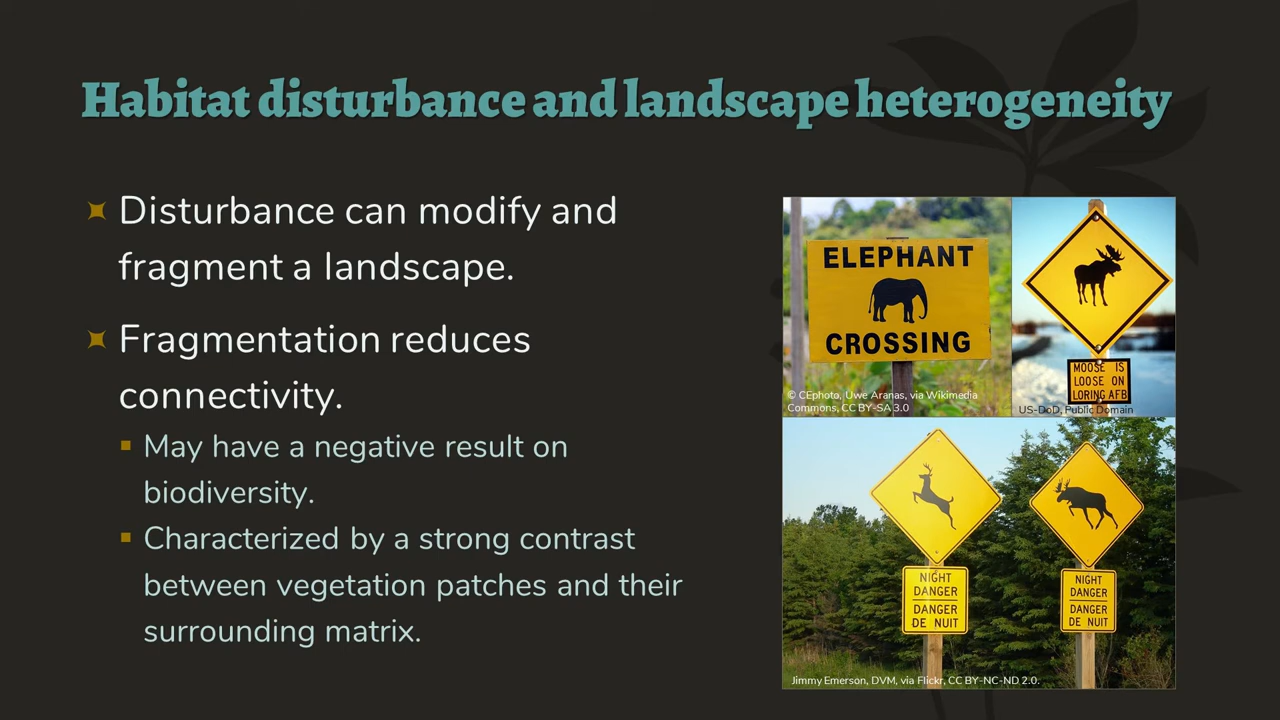 Habitat disturbance and landscape heterogeneity
Disturbance can modify and
fragment a landscape.
Fragmentation reduces
connectivity.
May have a negative result on
biodiversity.
Characterized by a strong contrast
between vegetation patches and their
surrounding matrix.
ELEPHANT
CROSSING
© CEphoto, Uwe Aranas, via Wikimedia
Commons, CC BY-SA 3.0
MOOSE IS
LOOSE ON
LORING AFB
US-DoD, Public Domain
NIGHT
DANGER
DANGER
DE NUIT
NIGHT
DANGER
DANGER
DE NUIT
Jimmy Emerson, DVM, via Flickr, CC BY-NC-ND 2.0.